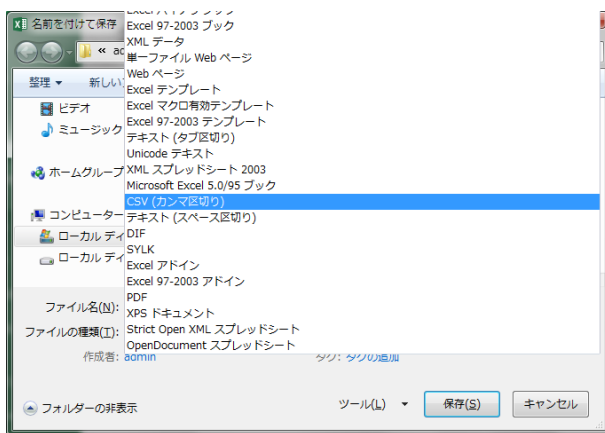 名前を付けて保存
« ad
整理 ▼ 新しい
ビデオ
ミュージック
ホームグループ
コンピューター
ローカル ディ
ローカル ディ
Excel 97-2003 ブック
XML データ
単一ファイル Web ページ
Web ページ
Excel テンプレート
Excel マクロ有効テンプレート
Excel 97-2003 テンプレート
テキスト (タブ区切り)
Unicode テキスト
XML スプレッドシート 2003
Microsoft Excel 5.0/95 ブック
CSV (カンマ区切り)
テキスト (スペース区切り)
DIF
SYLK
Excel アドイン
Excel 97-2003 アドイン
PDF
XPS ドキュメント
Strict Open XML スプレッドシート
OpenDocument スプレッドシート
ファイル名(N):
ファイルの種類(T):
作成者: admin タグ: タグの追加
フォルダーの非表示 ツール(L) ▼ 保存(S) キャンセル